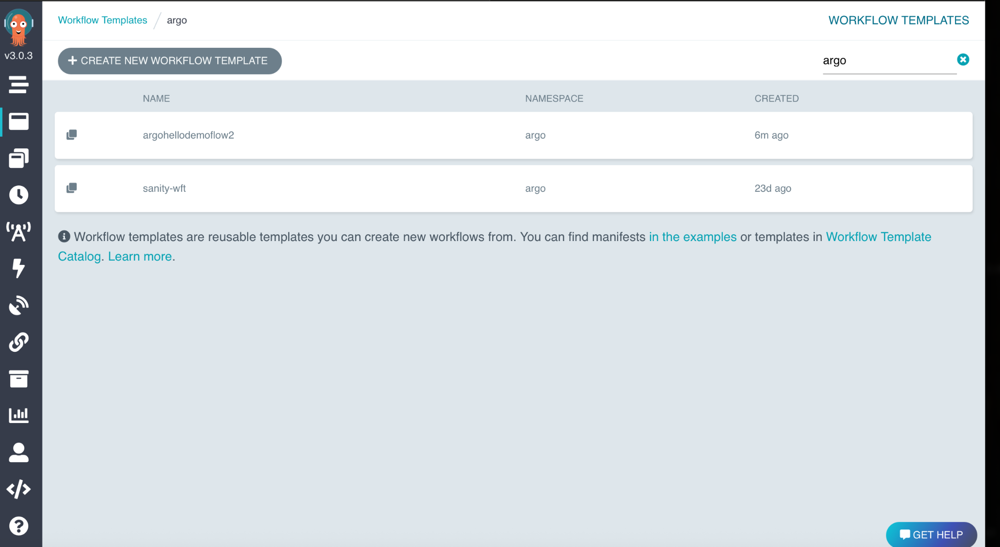 Workflow Templates / argo
WORKFLOW TEMPLATES
v3.0.3
+ CREATE NEW WORKFLOW TEMPLATE
argo
NAME NAMESPACE CREATED
argohellodemoflow2 argo 6m ago
sanity-wft argo 23d ago
Workflow templates are reusable templates you can create new workflows from. You can find manifests in the examples or templates in Workflow Template
Catalog. Learn more.
GET HELP